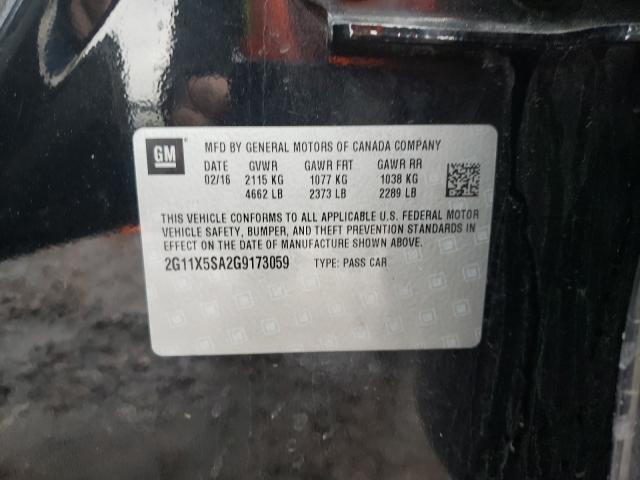 GM
MFD BY GENERAL MOTORS OF CANADA COMPANY
DATE GVWR GAWR FRT GAWR RR
02/16 2115 KG 1077 KG 1038 KG
4662 LB 2373 LB 2289 LB
THIS VEHICLE CONFORMS TO ALL APPLICABLE U.S. FEDERAL MOTOR
VEHICLE SAFETY, BUMPER, AND THEFT PREVENTION STANDARDS IN
EFFECT ON THE DATE OF MANUFACTURE SHOWN ABOVE.
2G11X5SA2G9173059 TYPE: PASS CAR